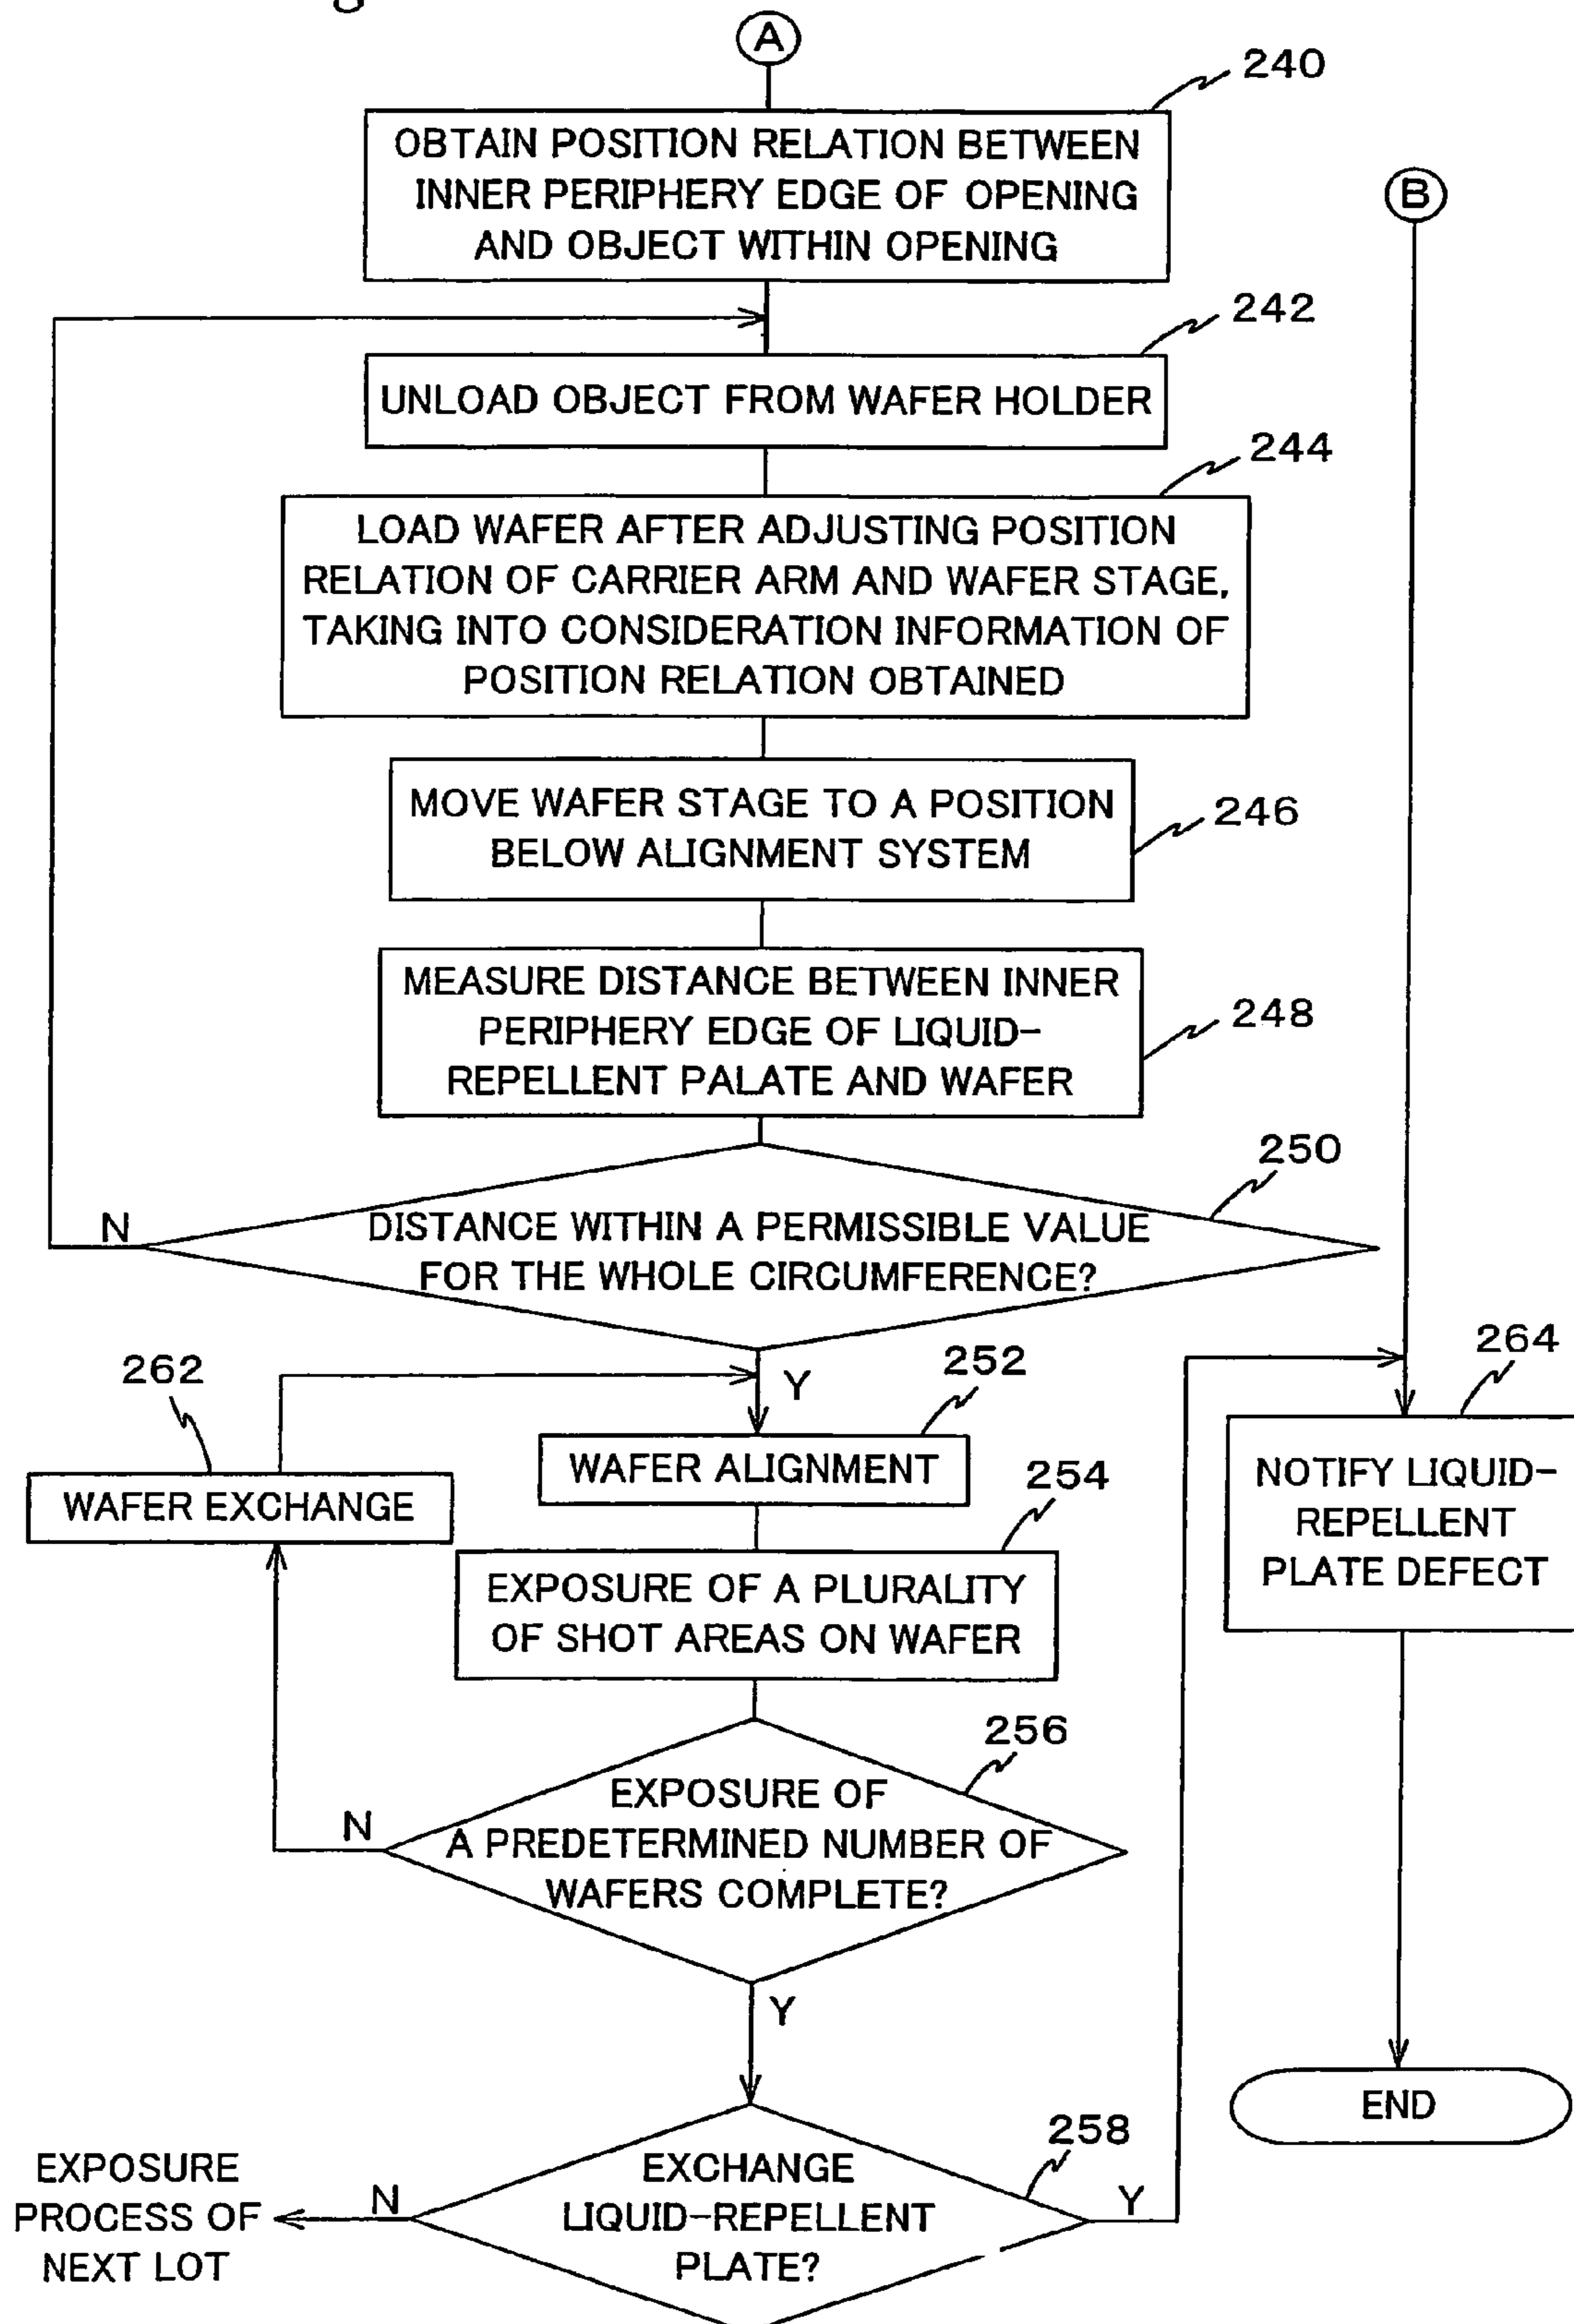 A
240
OBTAIN POSITION RELATION BETWEEN
INNER PERIPHERY EDGE OF OPENING
AND OBJECT WITHIN OPENING
B
242
UNLOAD OBJECT FROM WAFER HOLDER
244
LOAD WAFER AFTER ADJUSTING POSITION
RELATION OF CARRIER ARM AND WAFER STAGE,
TAKING INTO CONSIDERATION INFORMATION OF
POSITION RELATION OBTAINED
MOVE WAFER STAGE TO A POSITION
BELOW ALIGNMENT SYSTEM
246
MEASURE DISTANCE BETWEEN INNER
PERIPHERY EDGE OF LIQUID-
REPELLENT PALATE AND WAFER
248
250
N
DISTANCE WITHIN A PERMISSIBLE VALUE
FOR THE WHOLE CIRCUMFERENCE?
Y
262
WAFER EXCHANGE
252
WAFER ALIGNMENT
254
EXPOSURE OF A PLURALITY
OF SHOT AREAS ON WAFER
264
NOTIFY LIQUID-
REPELLENT
PLATE DEFECT
256
N
EXPOSURE OF
A PREDETERMINED NUMBER OF
WAFERS COMPLETE?
Y
END
258
EXCHANGE
LIQUID-REPELLENT
PLATE?
N
Y
EXPOSURE
PROCESS OF
NEXT LOT